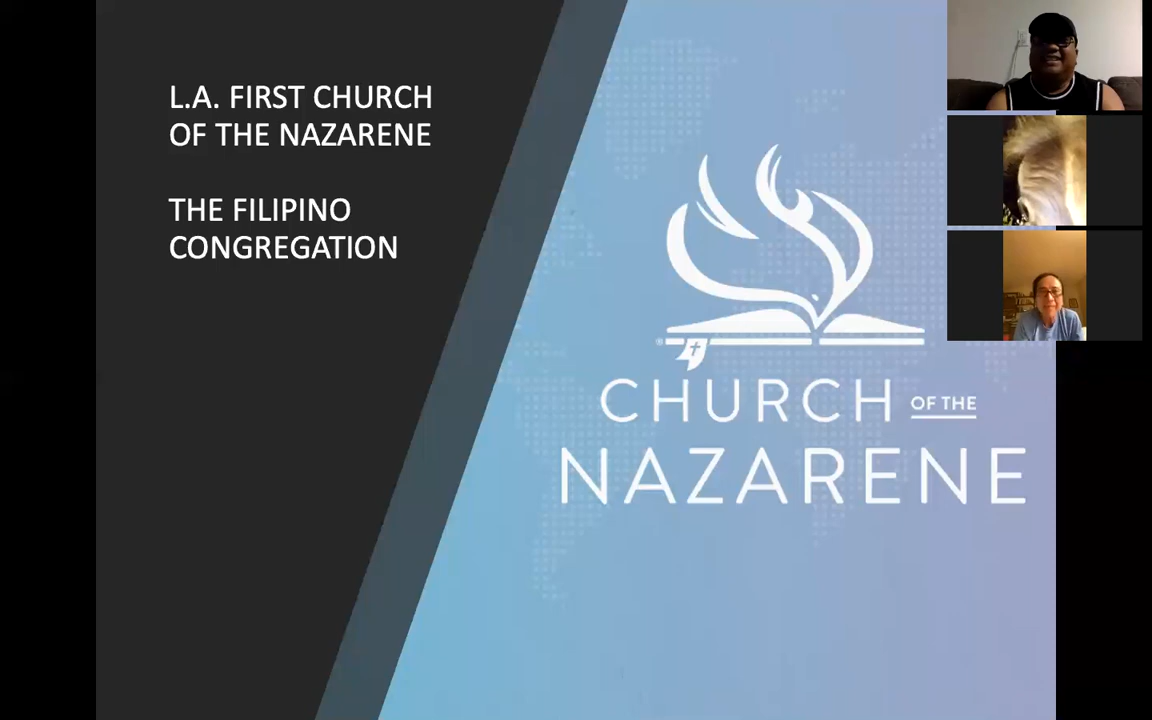 L.A. FIRST CHURCH
OF THE NAZARENE
THE FILIPINO
CONGREGATION
CHURCH OF THE
NAZARENE